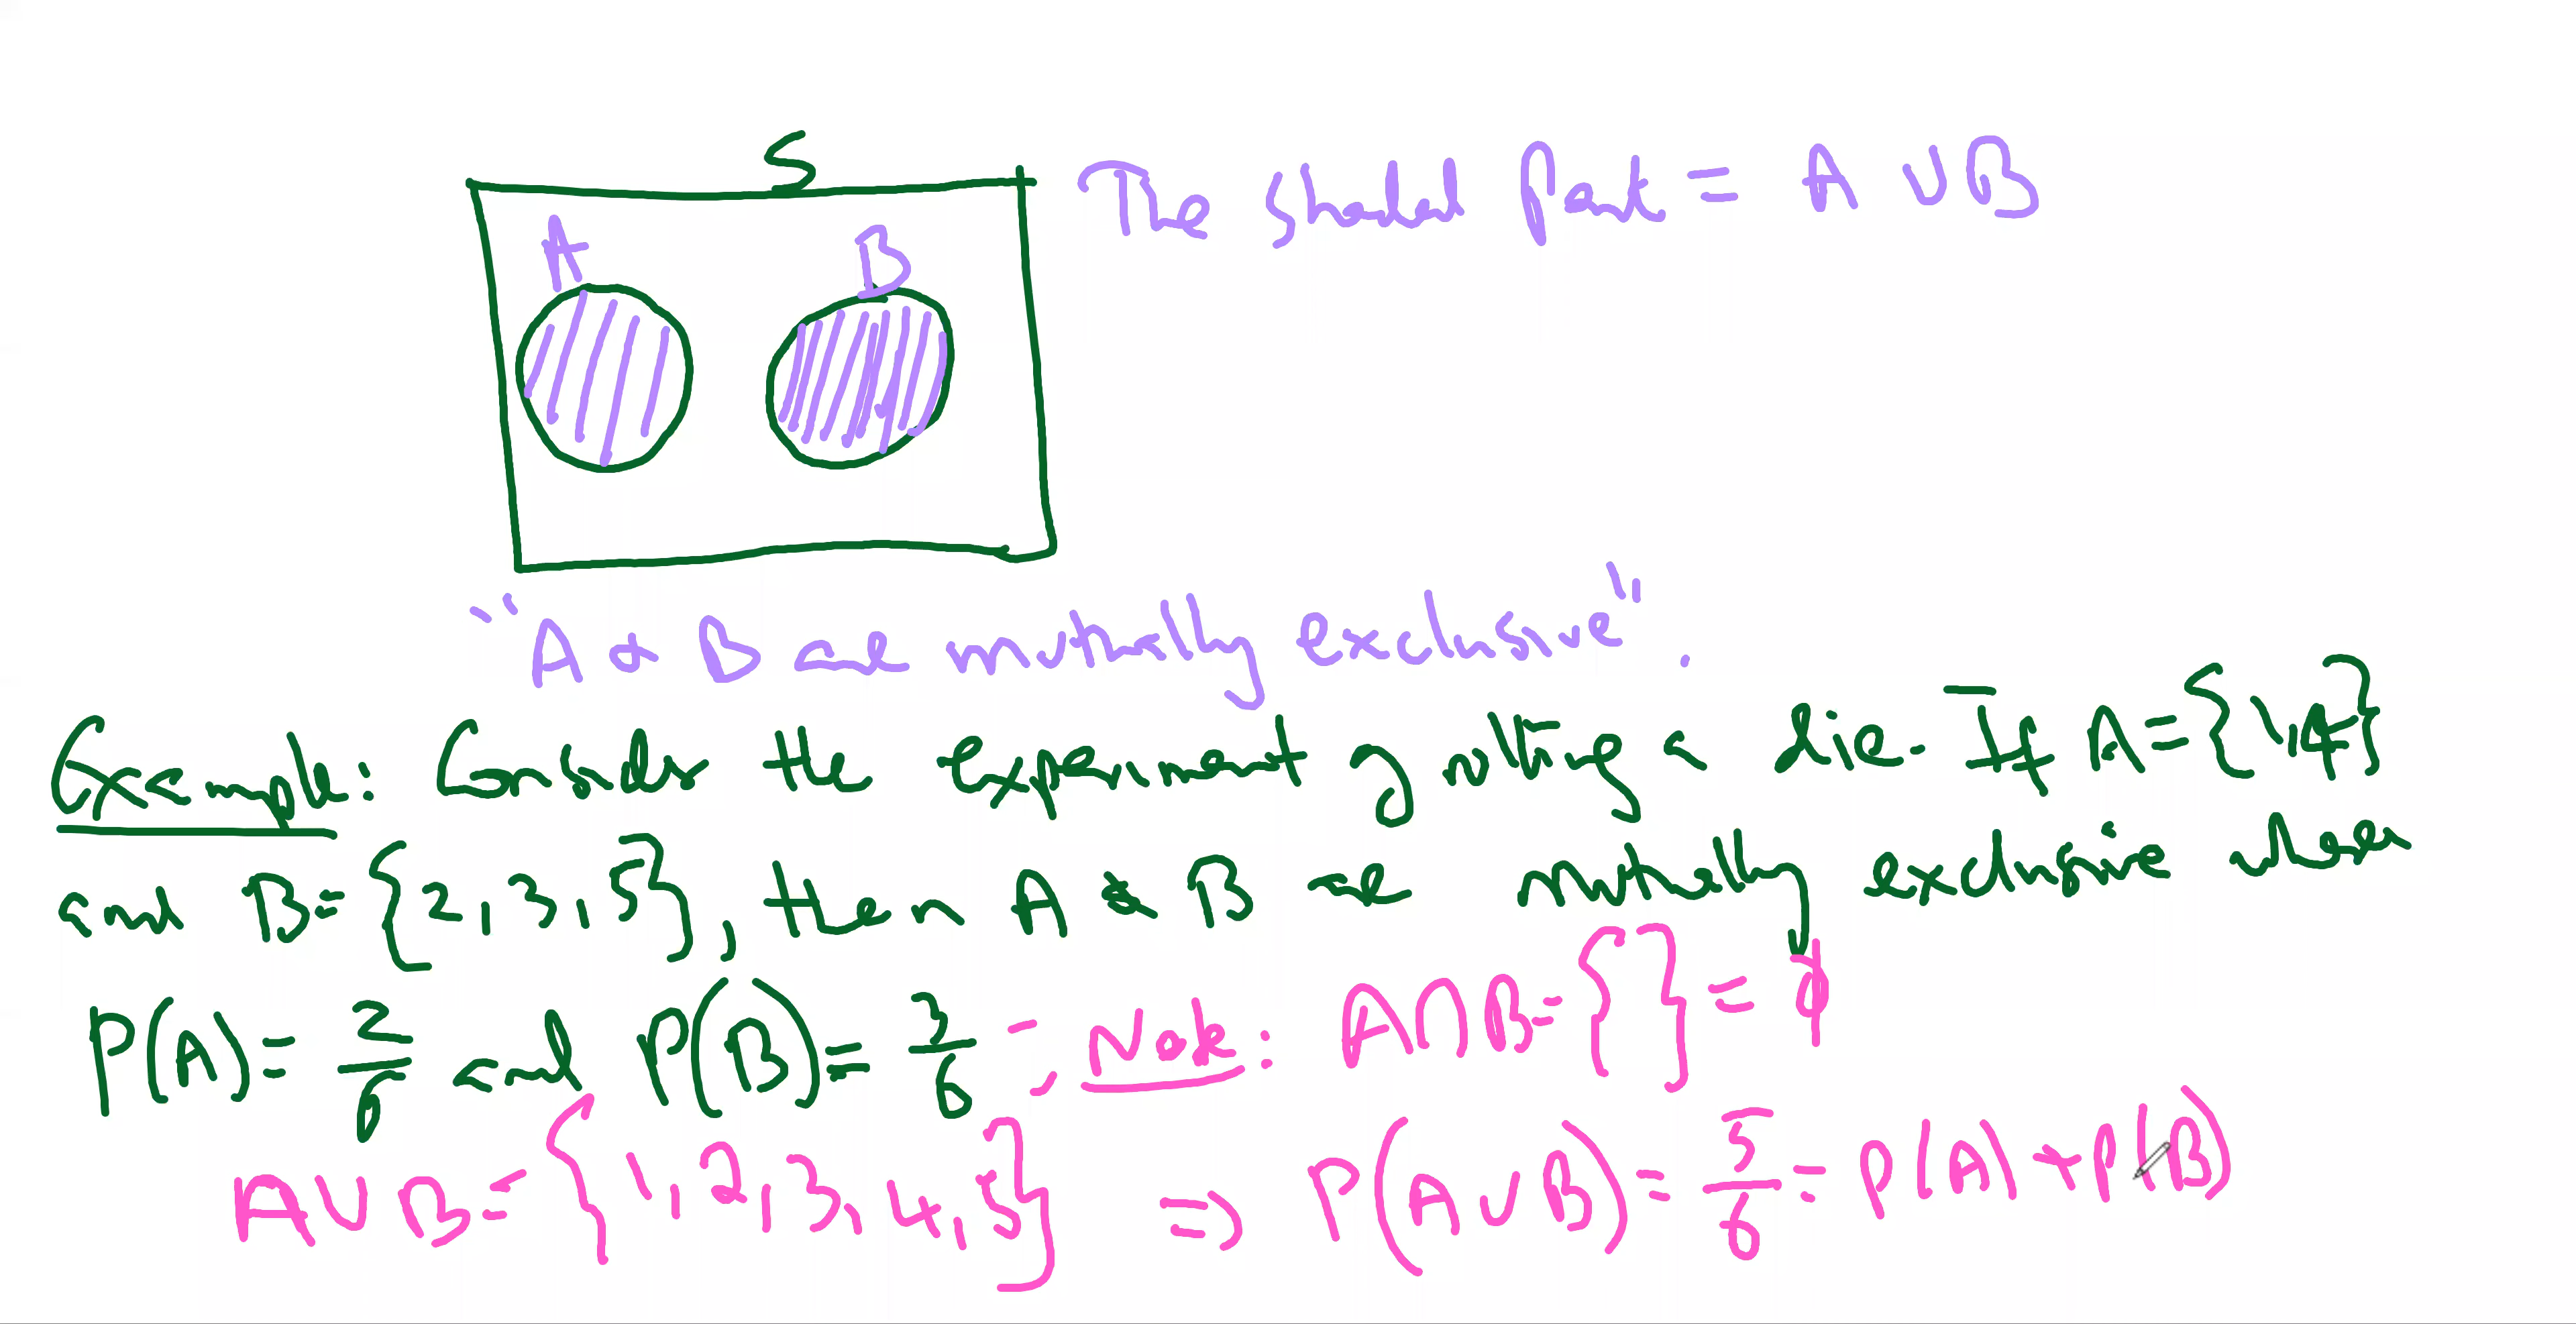 S
The shaded part = A ∪ B
A
B
"A & B are mutually exclusive".
Example: Consider the experiment of rolting a die. If A = {1,4}
and B = {2,3,5}, then A & B are mutually exclusive where
P(A) = 2/6 and P(B) = 3/6 ; Note: A∩B = { } = ϕ
A∪B = {1,2,3,4,5} ⇒ P(A∪B) = 5/6 = P(A)+P(B)